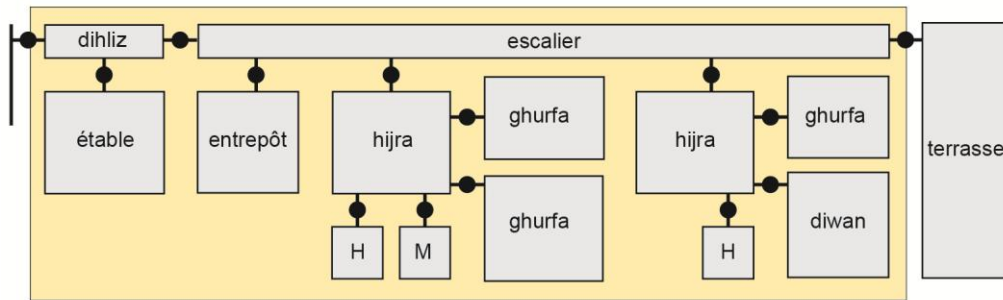 dihliz
escalier
étable
entrepôt
hijra
ghurfa
ghurfa
H
M
hijra
ghurfa
diwan
H
terrasse